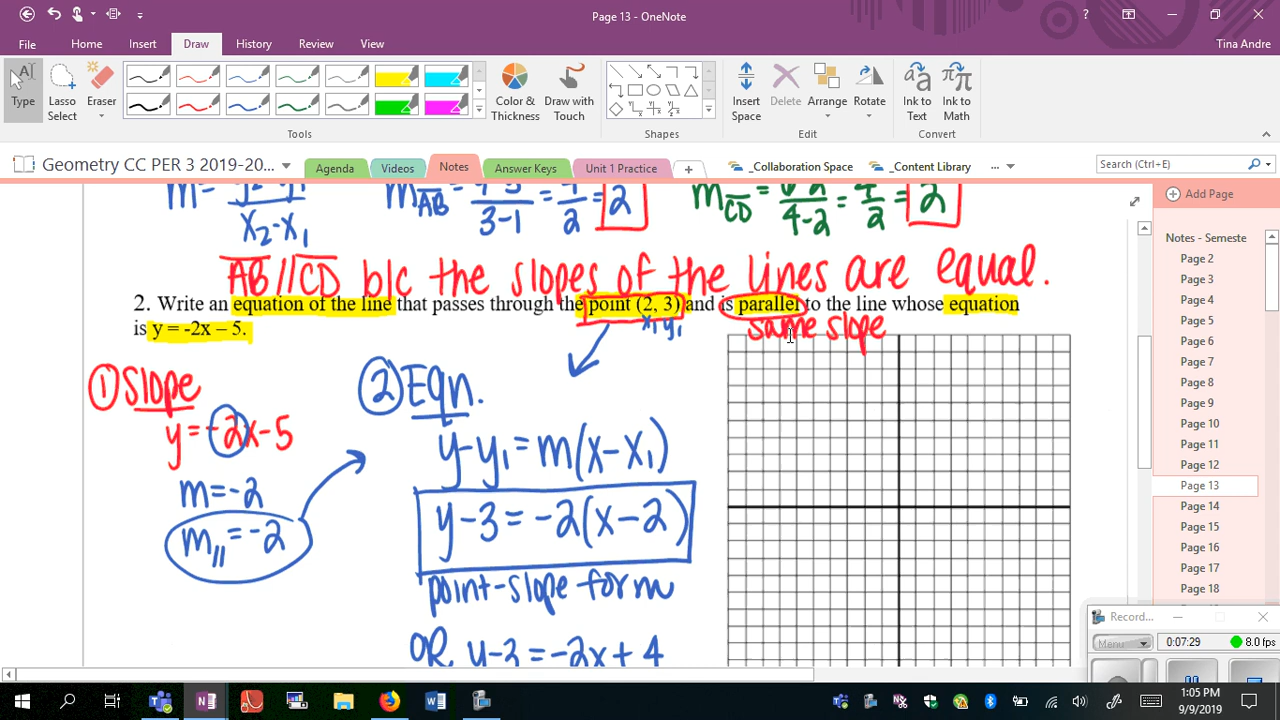 Page 13 - OneNote
?
File Home Insert Draw History Review View
Tina Andre
Type
Lasso Select
Eraser
Color & Thickness
Draw with Touch
Insert Space
Delete
Arrange
Rotate
Ink to Text
Ink to Math
Tools
Shapes
Edit
Convert
Geometry CC PER 3 2019-20...
Agenda Videos Notes Answer Keys Unit 1 Practice +
_Collaboration Space _Content Library ...
Search (Ctrl+E)
Add Page
Notes - Semeste
Page 2
Page 3
Page 4
Page 5
Page 6
Page 7
Page 8
Page 9
Page 10
Page 11
Page 12
Page 13
Page 14
Page 15
Page 16
Page 17
Page 18
x₂-x₁
m AB = /3-1 = 4/2 = 2
m CD = /4-2 = 4/2 = 2
AB//CD b/c the slopes of the lines are equal.
2. Write an equation of the line that passes through the point (2, 3) and is parallel to the line whose equation
is y = -2x – 5.
x₁ y₁
same slope
① Slope
y=-2x-5
m=-2
m∥=-2
② Eqn.
y-y₁=m(x-x₁)
y-3=-2(x-2)
point-slope form
OR y-3=-2x+4
Record...
Menu
0:07:29
8.0 fps
1:05 PM
9/9/2019